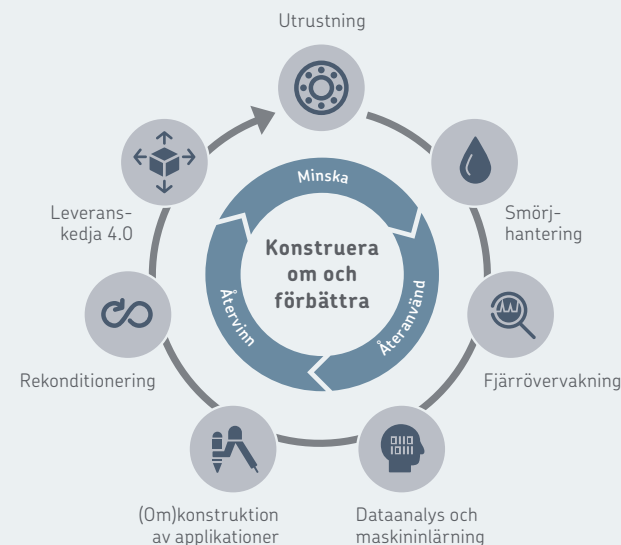 Utrustning
Smörj-
hantering
Fjärrövervakning
Dataanalys och
maskininlärning
(Om)konstruktion
av applikationer
Rekonditionering
Leverans-
kedja 4.0
Minska
Återanvänd
Återvinn
Konstruera
om och
förbättra